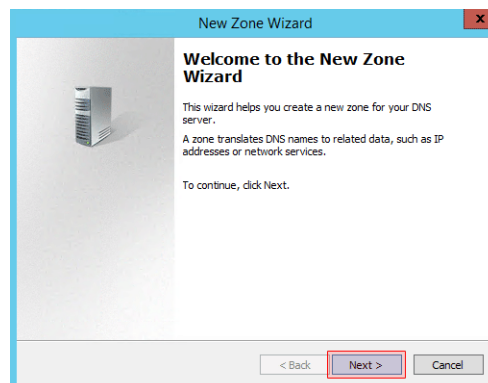 New Zone Wizard
x
Welcome to the New Zone
Wizard
This wizard helps you create a new zone for your DNS
server.
A zone translates DNS names to related data, such as IP
addresses or network services.
To continue, click Next.
< Back Next > Cancel